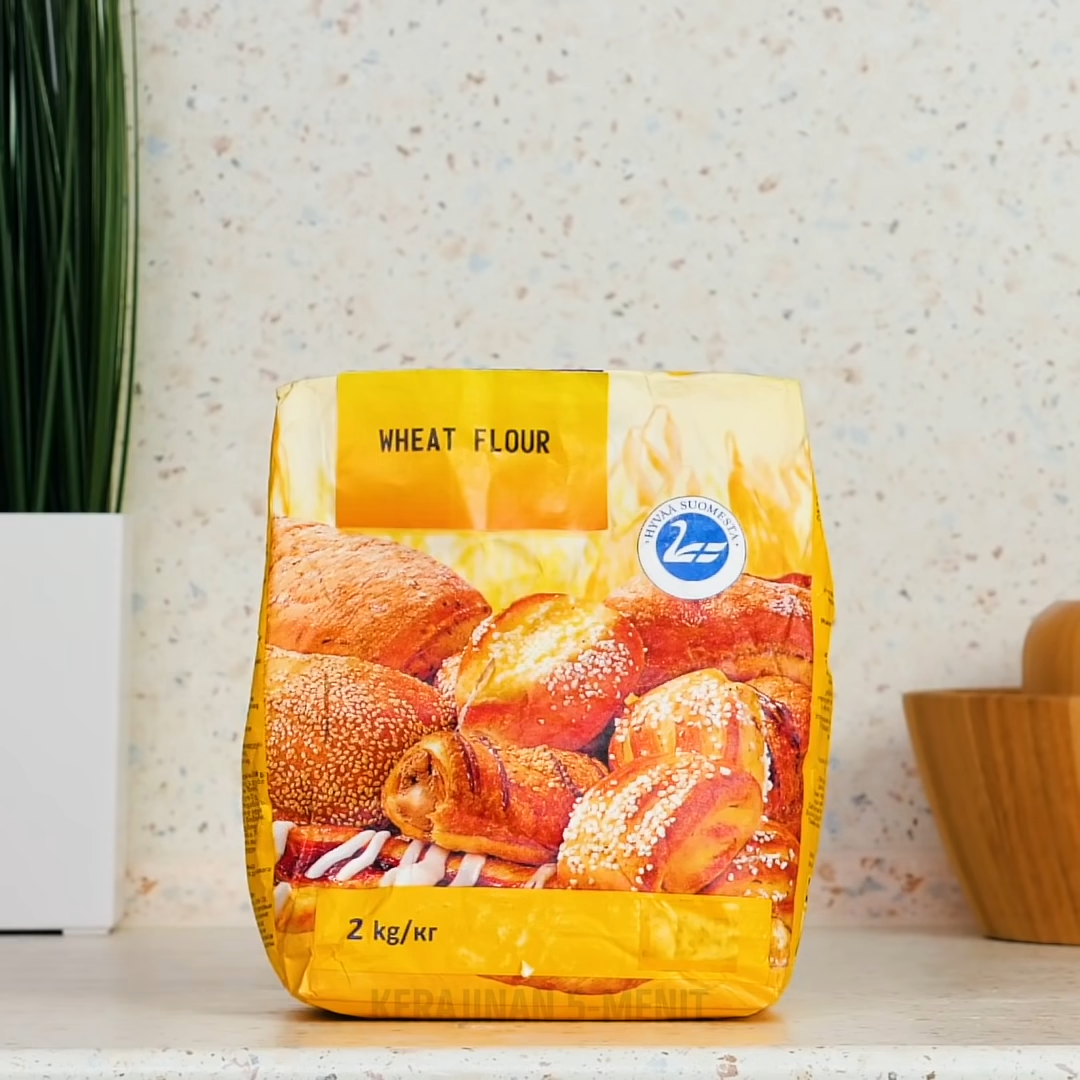 WHEAT FLOUR
·HYVÄÄ SUOMESTA·
2 kg/кг
KERAJINAN 5-MENIT